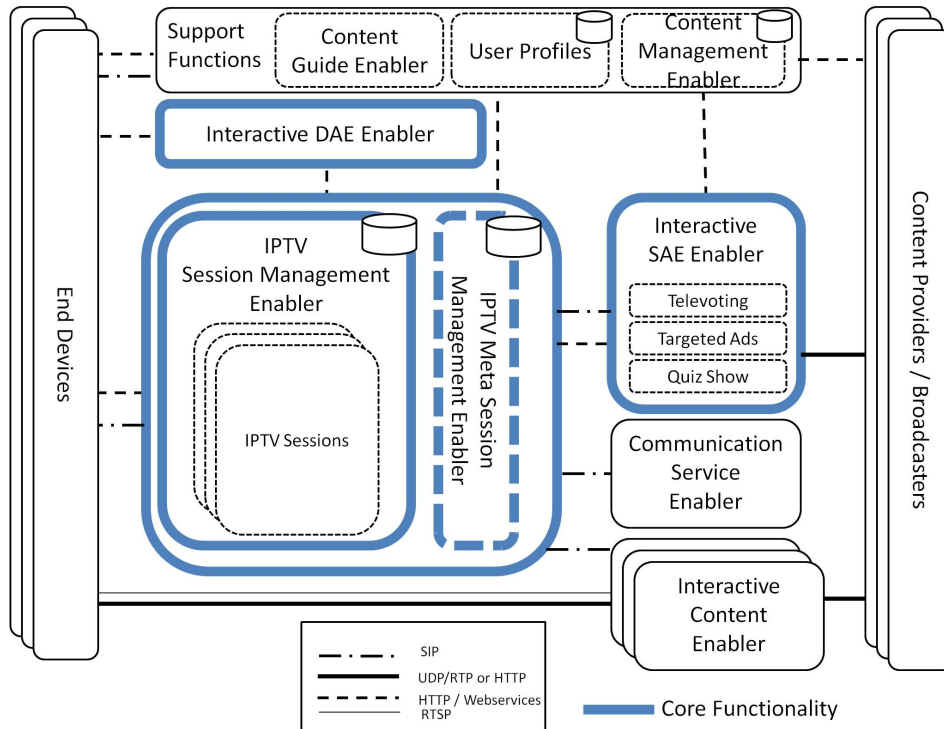 Support
Functions
Content
Guide Enabler
User Profiles
Content
Management
Enabler
Interactive DAE Enabler
IPTV
Session Management
Enabler
IPTV Sessions
IPTV Meta Session
Management Enabler
Interactive
SAE Enabler
Televoting
Targeted Ads
Quiz Show
Communication
Service
Enabler
Interactive
Content
Enabler
End Devices
Content Providers / Broadcasters
SIP
UDP/RTP or HTTP
HTTP / Webservices
RTSP
Core Functionality